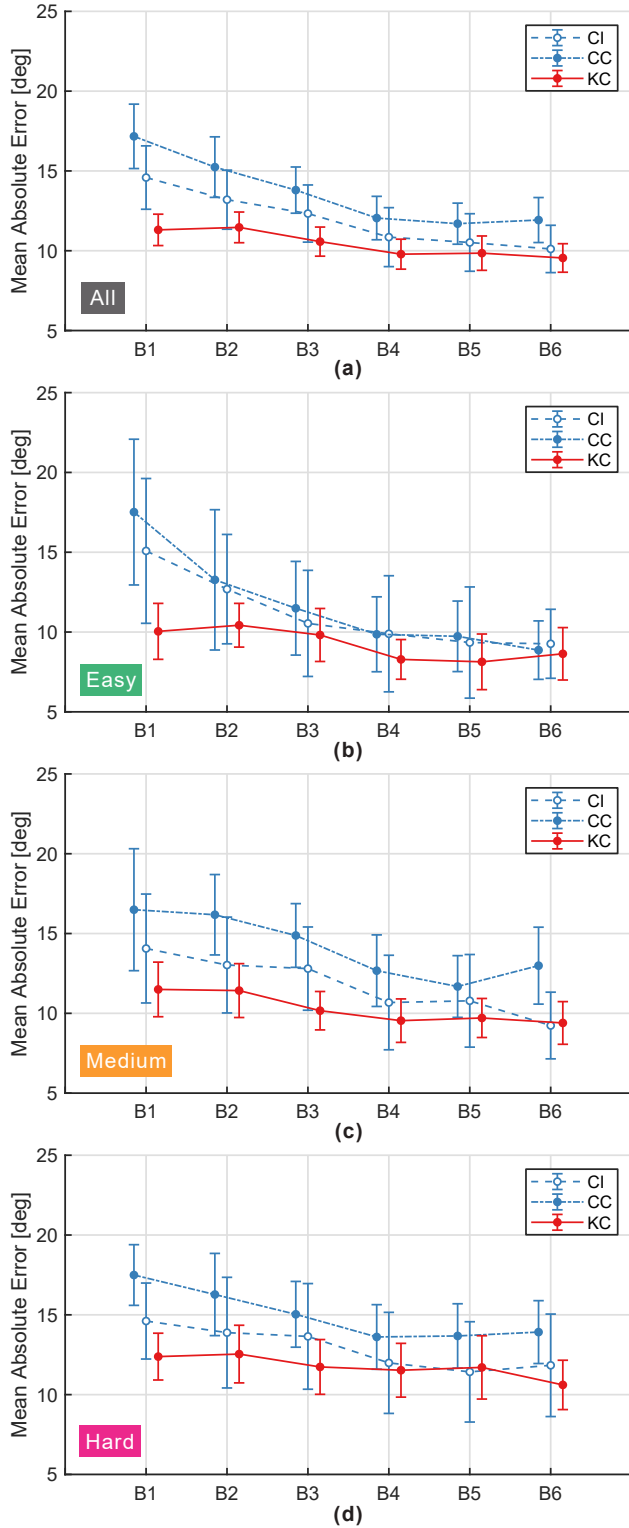 25
20
15
10
5
Mean Absolute Error [deg]
CI
CC
KC
All
B1 B2 B3 B4 B5 B6
(a)
25
20
15
10
5
Mean Absolute Error [deg]
CI
CC
KC
Easy
B1 B2 B3 B4 B5 B6
(b)
25
20
15
10
5
Mean Absolute Error [deg]
CI
CC
KC
Medium
B1 B2 B3 B4 B5 B6
(c)
25
20
15
10
5
Mean Absolute Error [deg]
CI
CC
KC
Hard
B1 B2 B3 B4 B5 B6
(d)